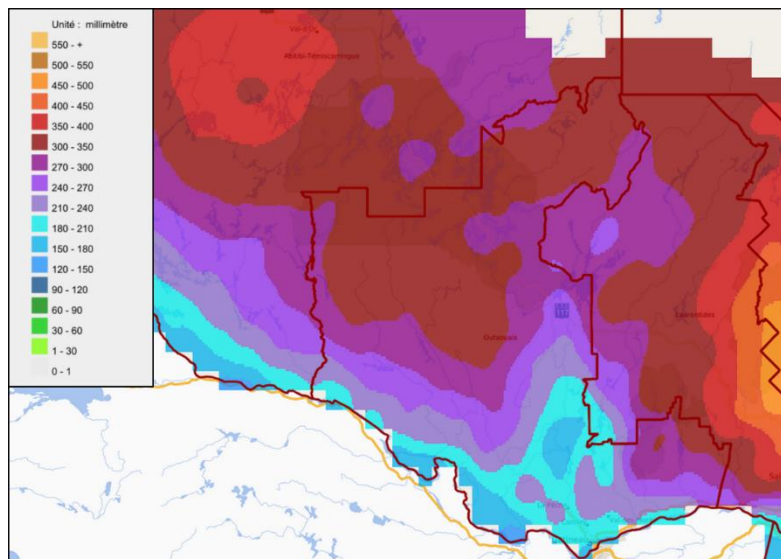 Unité : millimètre
550 - +
500 - 550
450 - 500
400 - 450
350 - 400
300 - 350
270 - 300
240 - 270
210 - 240
180 - 210
150 - 180
120 - 150
90 - 120
60 - 90
30 - 60
1 - 30
0 - 1
Val-d'Or
Abitibi-Témiscamingue
Laurentides
Outaouais